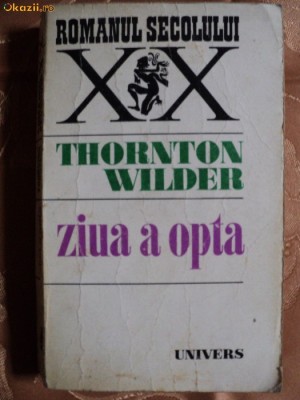 Okazii.ro
ROMANUL SECOLULUI
XX
THORNTON
WILDER
ziua a opta
UNIVERS